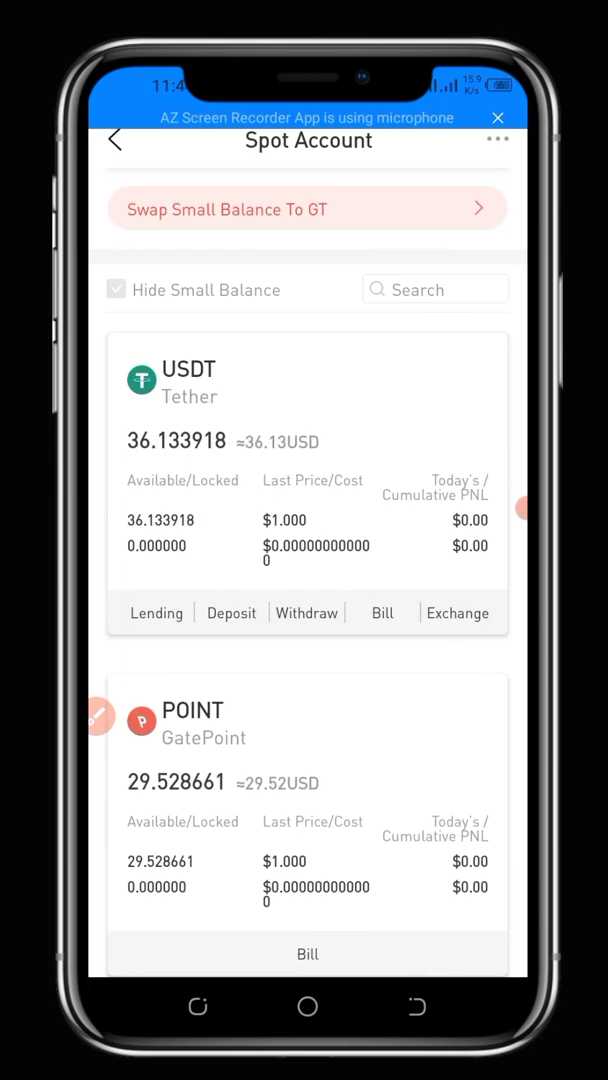 11:4
15.9
K/s
AZ Screen Recorder App is using microphone
Spot Account
Swap Small Balance To GT
Hide Small Balance
Search
USDT
Tether
36.133918 ≈36.13USD
Available/Locked Last Price/Cost Today's /
Cumulative PNL
36.133918 $1.000 $0.00
0.000000 $0.00000000000 $0.00
0
Lending Deposit Withdraw Bill Exchange
POINT
GatePoint
29.528661 ≈29.52USD
Available/Locked Last Price/Cost Today's /
Cumulative PNL
29.528661 $1.000 $0.00
0.000000 $0.00000000000 $0.00
0
Bill